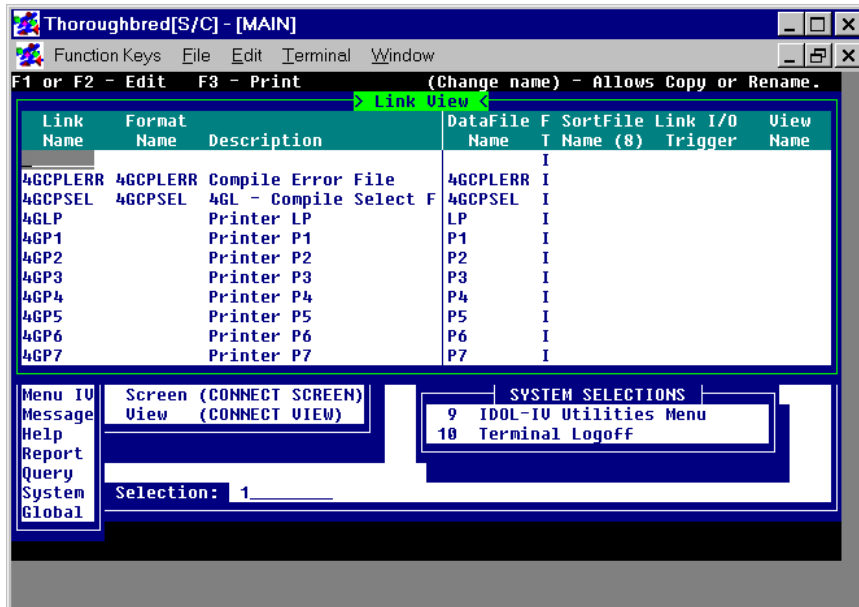 Thoroughbred[S/C] - [MAIN]
Function Keys File Edit Terminal Window
F1 or F2 - Edit F3 - Print (Change name) - Allows Copy or Rename.
> Link View <
Link Format DataFile F SortFile Link I/O View
Name Name Description Name T Name (8) Trigger Name
I
4GCPLERR 4GCPLERR Compile Error File 4GCPLERR I
4GCPSEL 4GCPSEL 4GL - Compile Select F 4GCPSEL I
4GLP Printer LP LP I
4GP1 Printer P1 P1 I
4GP2 Printer P2 P2 I
4GP3 Printer P3 P3 I
4GP4 Printer P4 P4 I
4GP5 Printer P5 P5 I
4GP6 Printer P6 P6 I
4GP7 Printer P7 P7 I
Menu IV Screen (CONNECT SCREEN) SYSTEM SELECTIONS
Message View (CONNECT VIEW) 9 IDOL-IV Utilities Menu
Help 10 Terminal Logoff
Report
Query
System Selection: 1
Global